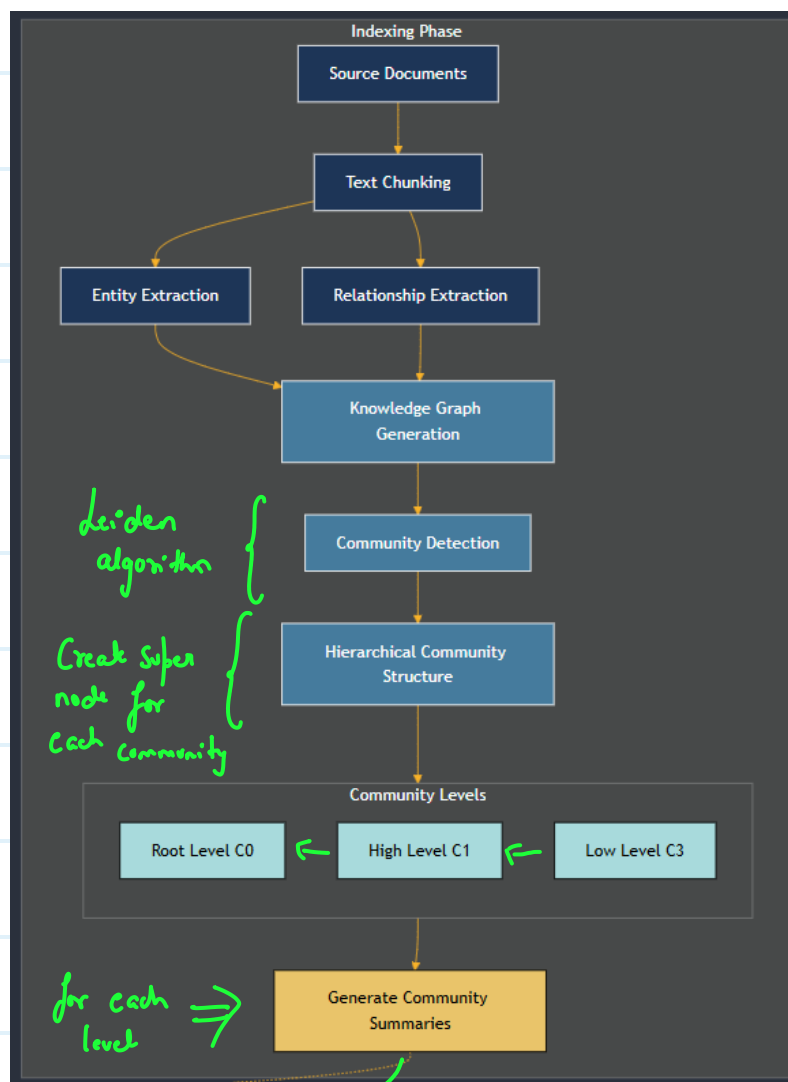 Indexing Phase
Source Documents
Text Chunking
Entity Extraction
Relationship Extraction
Knowledge Graph
Generation
Leiden
algorithm
Community Detection
Create super
node for
each community
Hierarchical Community
Structure
Community Levels
Root Level C0
High Level C1
Low Level C3
for each
level
Generate Community
Summaries